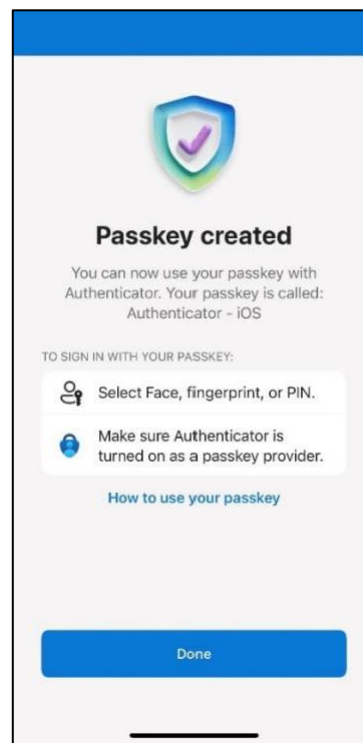 Passkey created
You can now use your passkey with
Authenticator. Your passkey is called:
Authenticator - iOS
TO SIGN IN WITH YOUR PASSKEY:
Select Face, fingerprint, or PIN.
Make sure Authenticator is
turned on as a passkey provider.
How to use your passkey
Done